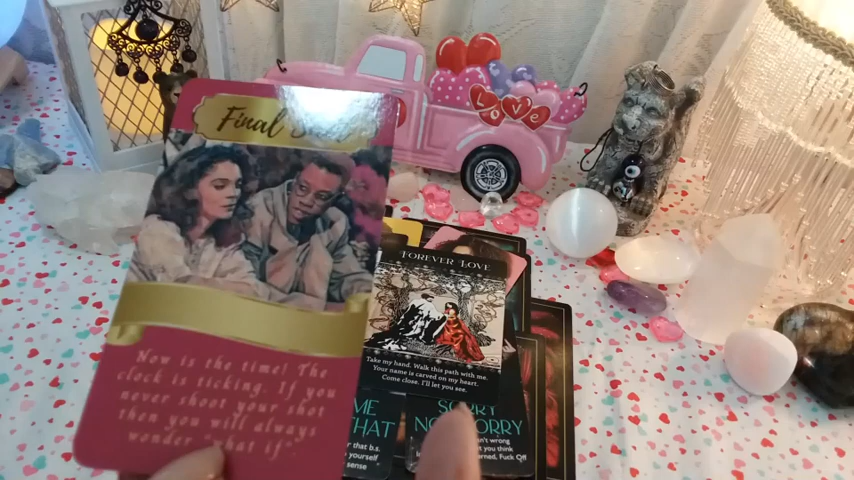 Final
Now is the time! The
clock is ticking. If you
never shoot your shot
then you will always
wonder "what if"
Love
FOREVER LOVE
Take my hand. Walk this path with me.
Your name is carved on my heart.
Come close. I'll let you see.
ME
THAT
that b.s.
yourself
sense
SORRY
NOT SORRY
wrong
you think
Fuck Off